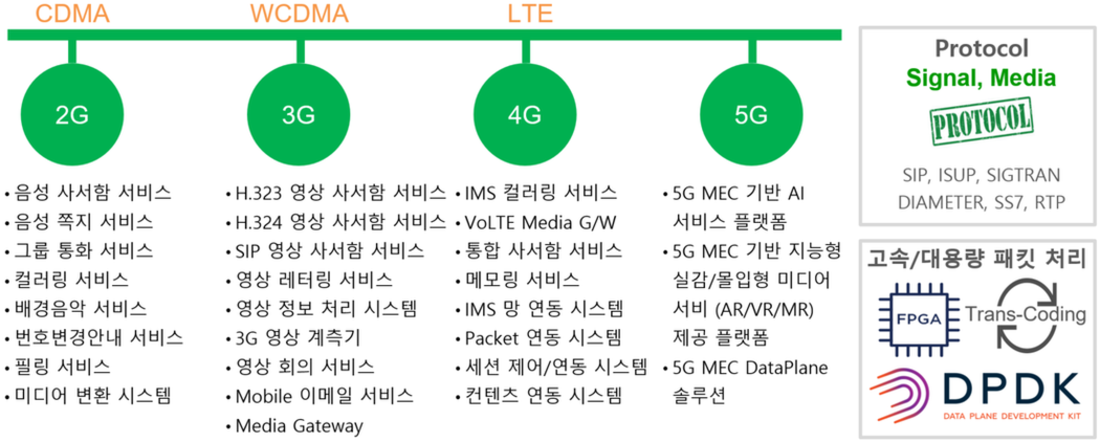 CDMA
WCDMA
LTE
2G
3G
4G
5G
• 음성 사서함 서비스
• 음성 쪽지 서비스
• 그룹 통화 서비스
• 컬러링 서비스
• 배경음악 서비스
• 번호변경안내 서비스
• 필링 서비스
• 미디어 변환 시스템
• H.323 영상 사서함 서비스
• H.324 영상 사서함 서비스
• SIP 영상 사서함 서비스
• 영상 레터링 서비스
• 영상 정보 처리 시스템
• 3G 영상 계측기
• 영상 회의 서비스
• Mobile 이메일 서비스
• Media Gateway
• IMS 컬러링 서비스
• VoLTE Media G/W
• 통합 사서함 서비스
• 메모링 서비스
• IMS 망 연동 시스템
• Packet 연동 시스템
• 세션 제어/연동 시스템
• 컨텐츠 연동 시스템
• 5G MEC 기반 AI
서비스 플랫폼
• 5G MEC 기반 지능형
실감/몰입형 미디어
서비 (AR/VR/MR)
제공 플랫폼
• 5G MEC DataPlane
솔루션
Protocol
Signal, Media
PROTOCOL
SIP, ISUP, SIGTRAN
DIAMETER, SS7, RTP
고속/대용량 패킷 처리
FPGA
Trans-Coding
DPDK
DATA PLANE DEVELOPMENT KIT